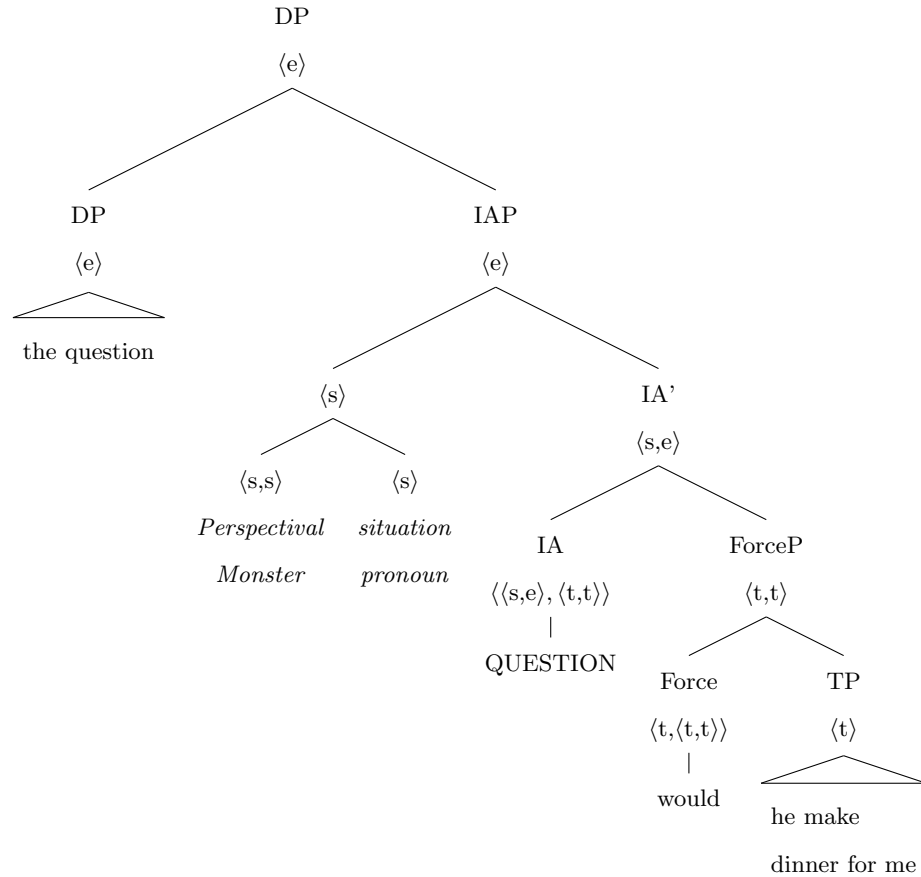 DP
⟨e⟩
DP IAP
⟨e⟩ ⟨e⟩
the question
⟨s⟩ IA'
⟨s,e⟩
⟨s,s⟩ ⟨s⟩
Perspectival situation
IA ForceP
Monster pronoun
⟨⟨s,e⟩, ⟨t,t⟩⟩ ⟨t,t⟩
QUESTION
Force TP
⟨t,⟨t,t⟩⟩ ⟨t⟩
would
he make
dinner for me